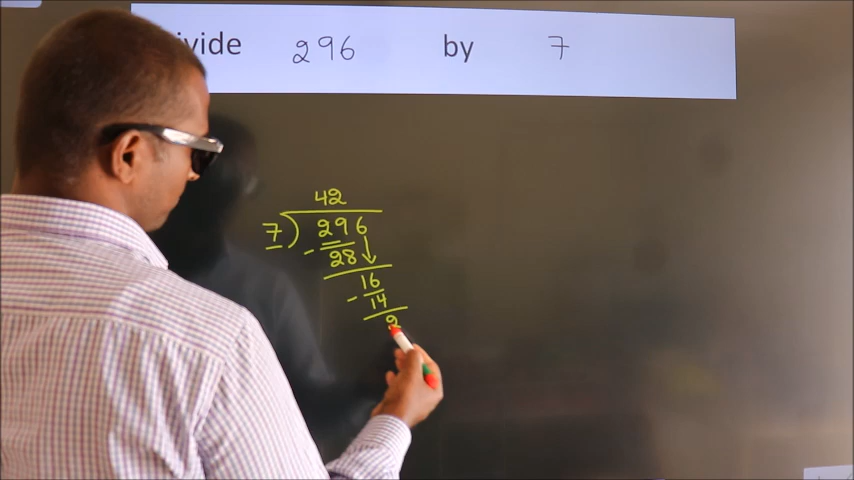 ivide 296 by 7
42
7 ) 296
- 28 ↓
16
- 14
2